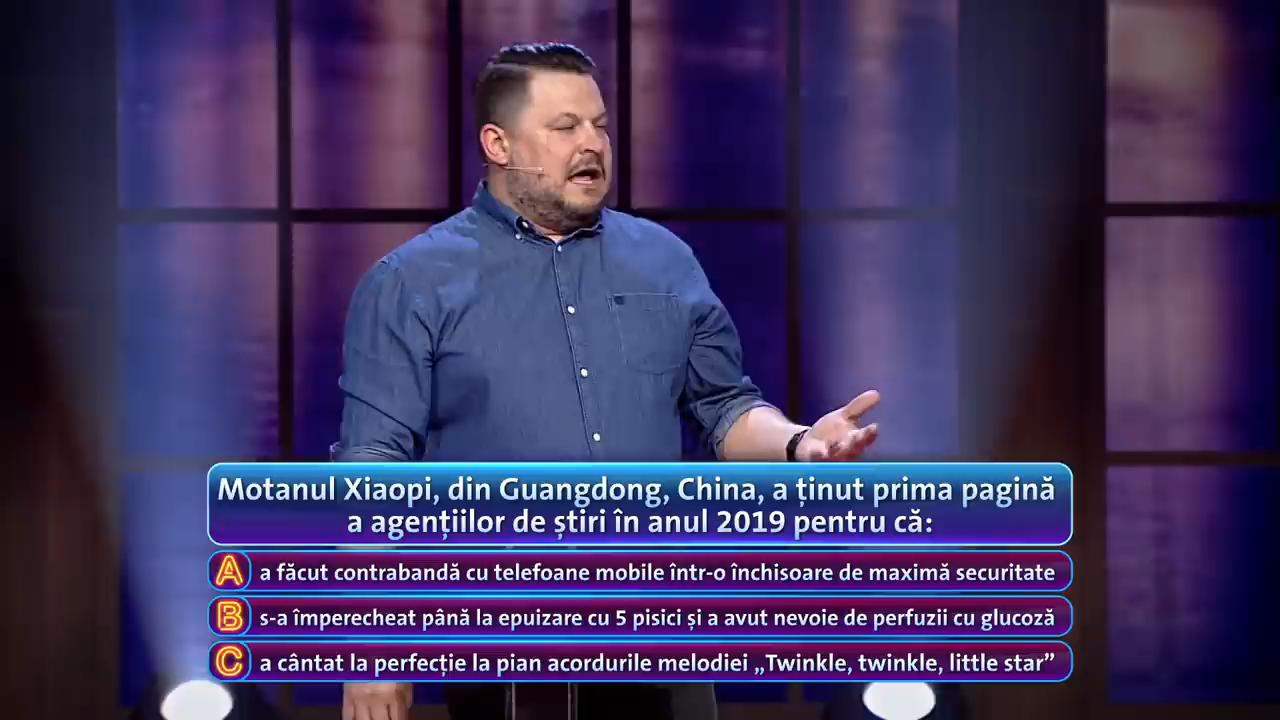 Motanul Xiaopi, din Guangdong, China, a ținut prima pagină
a agențiilor de știri în anul 2019 pentru că:
A a făcut contrabandă cu telefoane mobile într-o închisoare de maximă securitate
B s-a împerecheat până la epuizare cu 5 pisici și a avut nevoie de perfuzii cu glucoză
C a cântat la perfecție la pian acordurile melodiei „Twinkle, twinkle, little star”